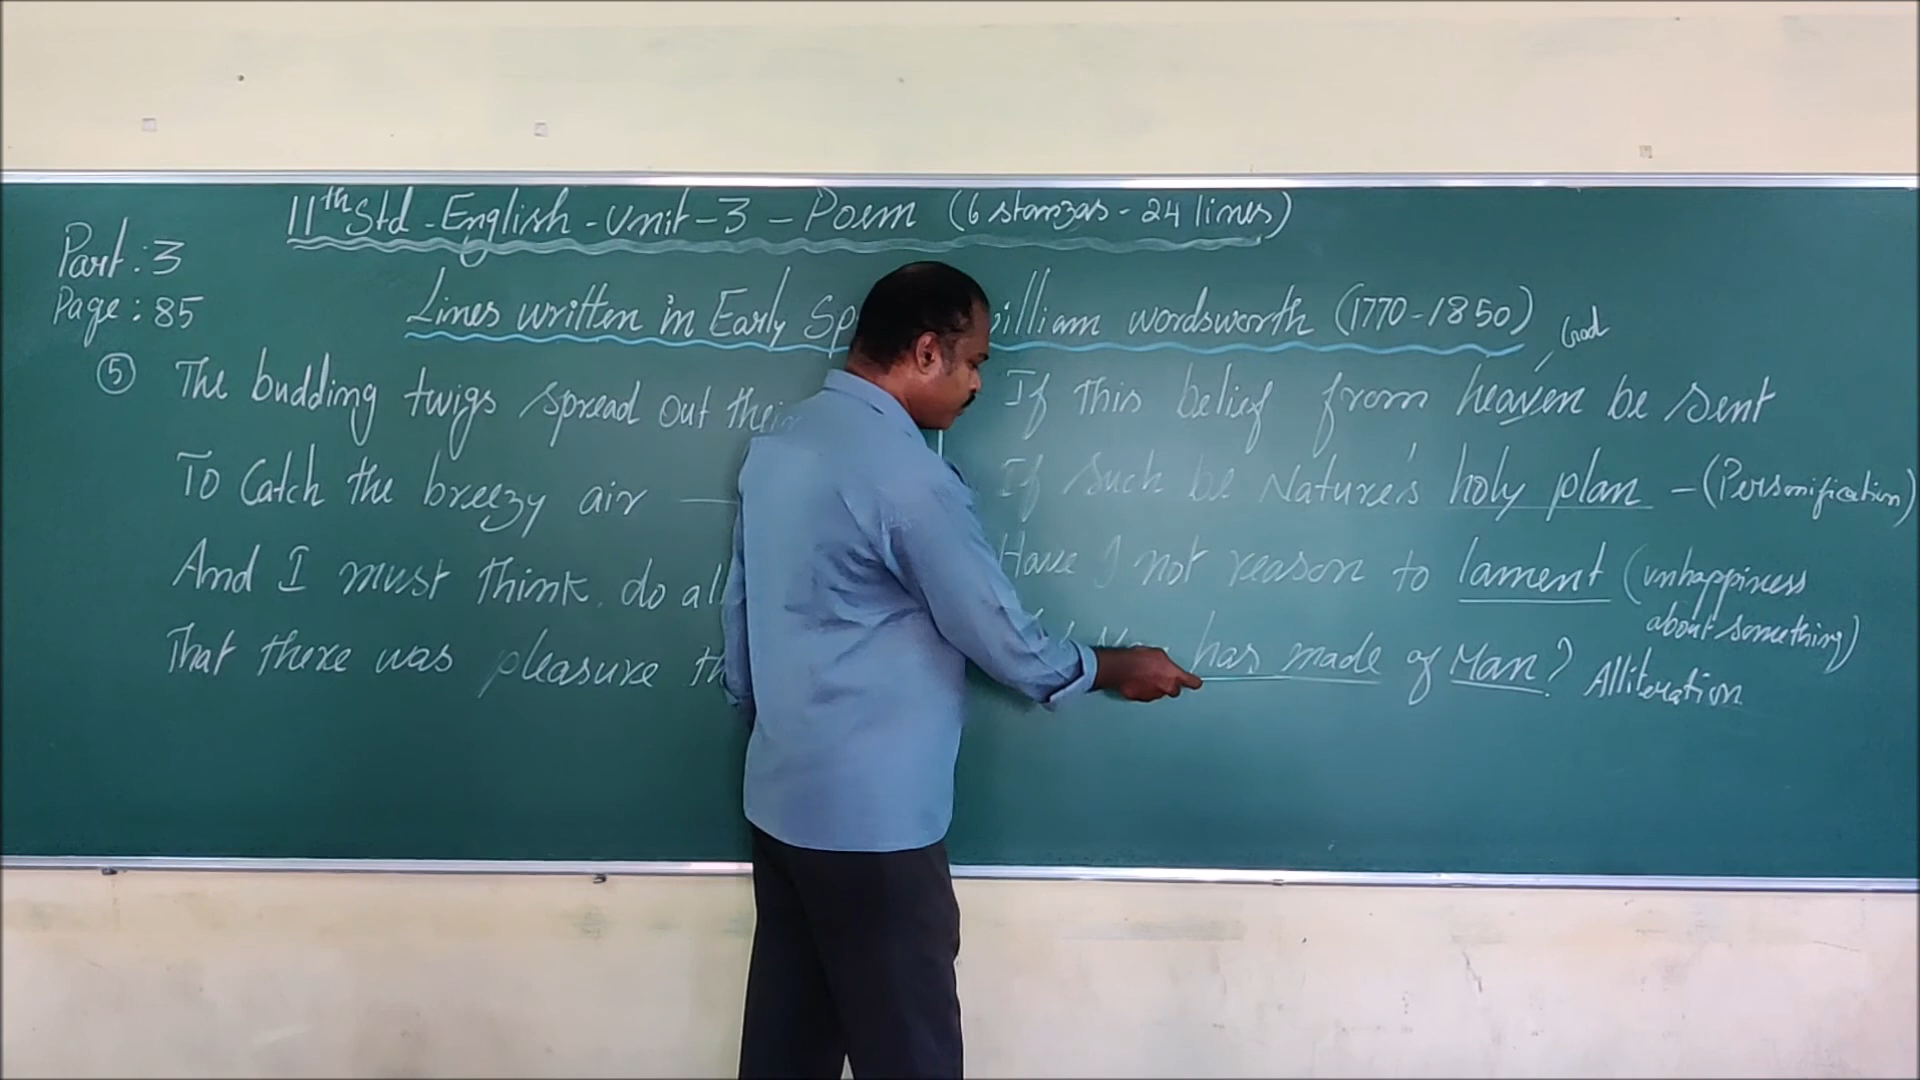 11th Std - English - Unit - 3 - Poem (6 stanzas - 24 lines)
Part : 3
Page : 85
Lines written in Early Sp illiam wordsworth (1770-1850)
God
⑤ The budding twigs spread out their
To Catch the breezy air
And I must think, do all
That there was pleasure th
If this belief from heaven be sent
If such be Nature's holy plan - (Personification)
Have I not reason to lament (unhappiness
about something)
has made of Man? Alliteration